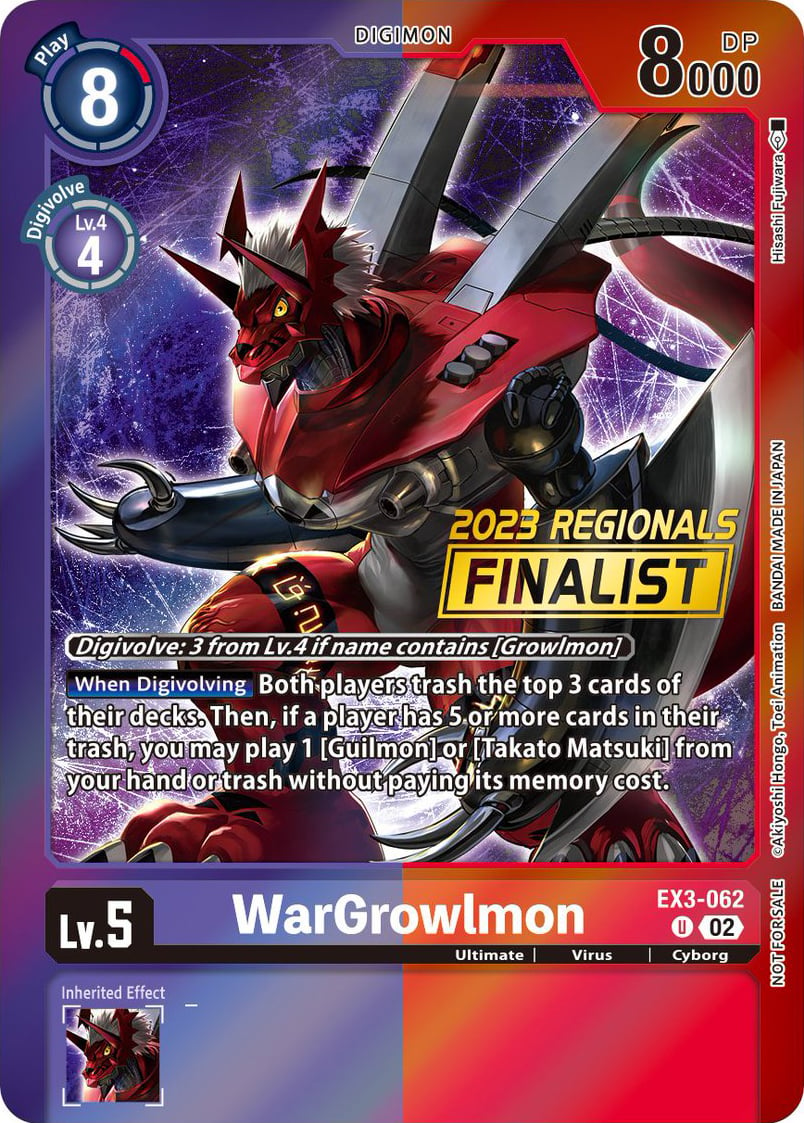 Play
8
DIGIMON
DP
8000
Digivolve
Lv.4
4
Hisashi Fujiwara
2023 REGIONALS
FINALIST
Digivolve: 3 from Lv.4 if name contains [Growlmon]
When Digivolving Both players trash the top 3 cards of
their decks. Then, if a player has 5 or more cards in their
trash, you may play 1 [Guilmon] or [Takato Matsuki] from
your hand or trash without paying its memory cost.
©Akiyoshi Hongo, Toei Animation BANDAI MADE IN JAPAN
NOT FOR SALE
Lv.5
WarGrowlmon
EX3-062
U 02
Ultimate | Virus | Cyborg
Inherited Effect
–